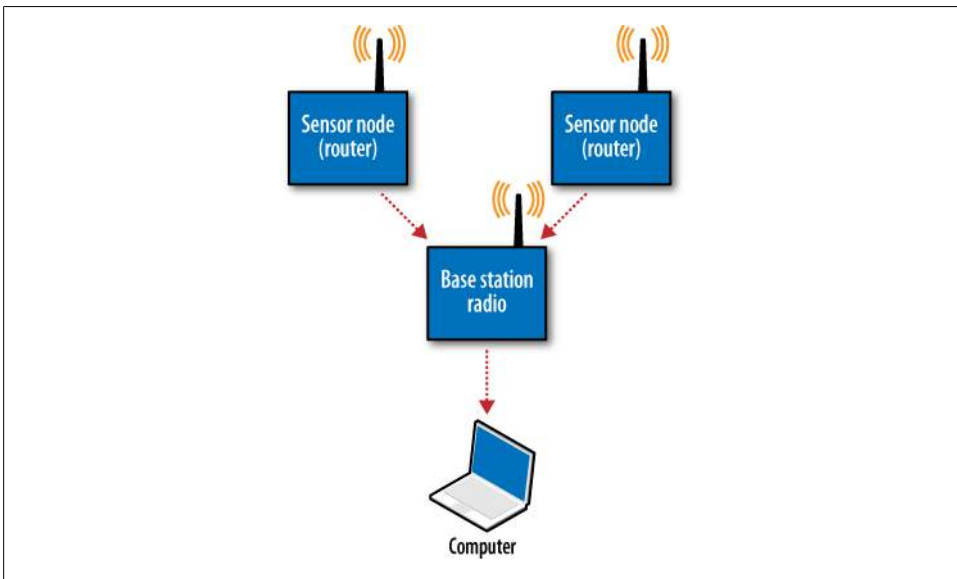 Sensor node
(router)
Sensor node
(router)
Base station
radio
Computer